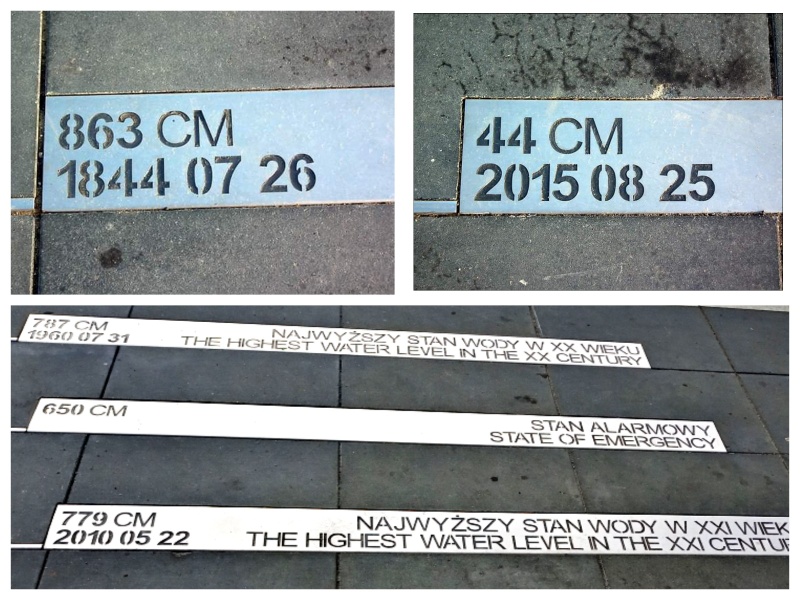 863 CM
1844 07 26
44 CM
2015 08 25
787 CM
1960 07 31
NAJWYŻSZY STAN WODY W XX WIEKU
THE HIGHEST WATER LEVEL IN THE XX CENTURY
650 CM
STAN ALARMOWY
STATE OF EMERGENCY
779 CM
2010 05 22
NAJWYŻSZY STAN WODY W XXI WIEK
THE HIGHEST WATER LEVEL IN THE XXI CENTU